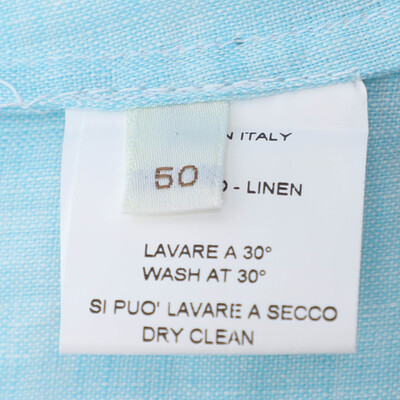 ITALY
50
- LINEN
LAVARE A 30°
WASH AT 30°
SI PUO' LAVARE A SECCO
DRY CLEAN